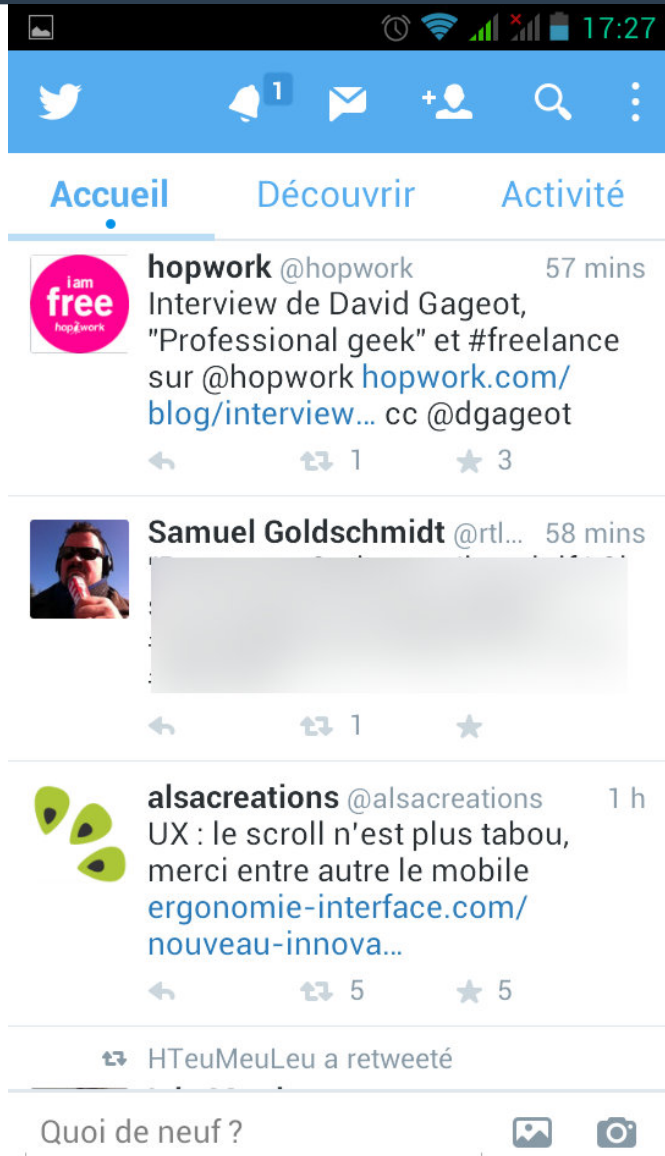 17:27
1
Accueil Découvrir Activité
i am
free
hopwork
hopwork @hopwork 57 mins
Interview de David Gageot,
"Professional geek" et #freelance
sur @hopwork hopwork.com/
blog/interview... cc @dgageot
1 3
Samuel Goldschmidt @rtl... 58 mins
1
alsacreations @alsacreations 1 h
UX : le scroll n'est plus tabou,
merci entre autre le mobile
ergonomie-interface.com/
nouveau-innova...
5 5
HTeuMeuLeu a retweeté
Quoi de neuf ?